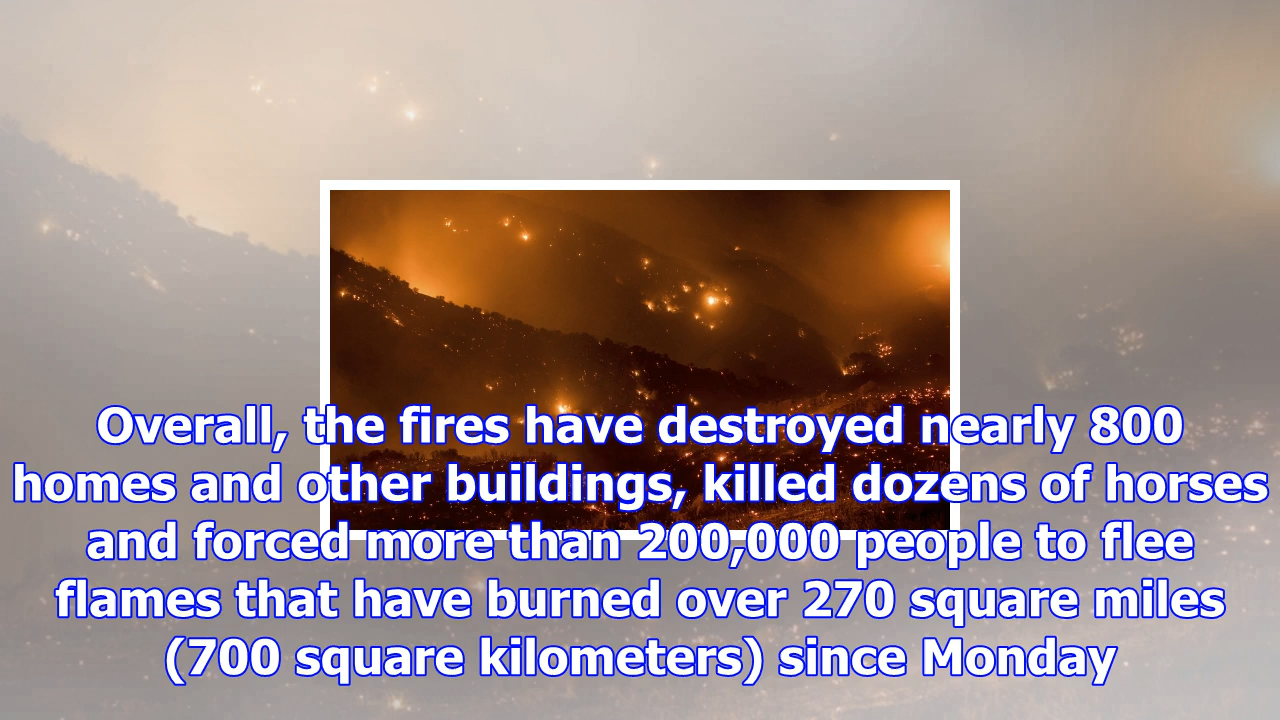 Overall, the fires have destroyed nearly 800
homes and other buildings, killed dozens of horses
and forced more than 200,000 people to flee
flames that have burned over 270 square miles
(700 square kilometers) since Monday